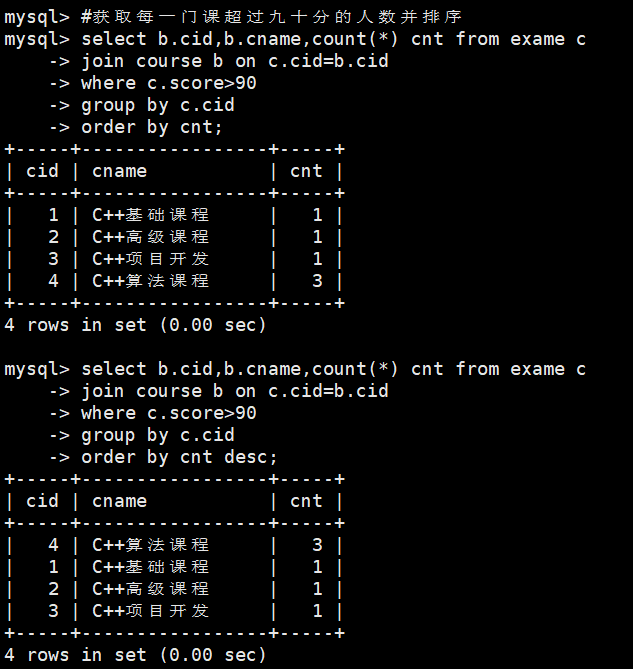 mysql> #获取每一门课超过九十分的人数并排序
mysql> select b.cid,b.cname,count(*) cnt from exame c
    -> join course b on c.cid=b.cid
    -> where c.score>90
    -> group by c.cid
    -> order by cnt;
+-----+-----------------+-----+
| cid | cname           | cnt |
+-----+-----------------+-----+
|   1 | C++基础课程     |   1 |
|   2 | C++高级课程     |   1 |
|   3 | C++项目开发     |   1 |
|   4 | C++算法课程     |   3 |
+-----+-----------------+-----+
4 rows in set (0.00 sec)

mysql> select b.cid,b.cname,count(*) cnt from exame c
    -> join course b on c.cid=b.cid
    -> where c.score>90
    -> group by c.cid
    -> order by cnt desc;
+-----+-----------------+-----+
| cid | cname           | cnt |
+-----+-----------------+-----+
|   4 | C++算法课程     |   3 |
|   1 | C++基础课程     |   1 |
|   2 | C++高级课程     |   1 |
|   3 | C++项目开发     |   1 |
+-----+-----------------+-----+
4 rows in set (0.00 sec)